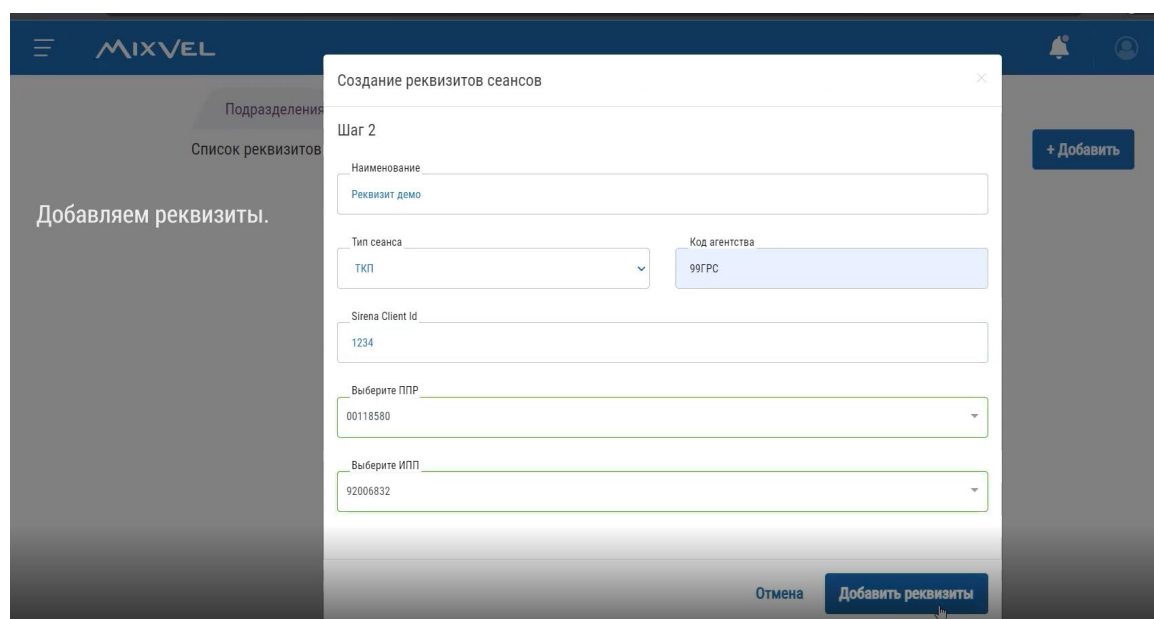 MIXVEL
Создание реквизитов сеансов
Подразделения
Шаг 2
Список реквизитов
+ Добавить
Наименование
Реквизит демо
Добавляем реквизиты.
Тип сеанса
Код агентства
ТКП
99ГРС
Sirena Client Id
1234
Выберите ППР
00118580
Выберите ИПП
92006832
Отмена
Добавить реквизиты